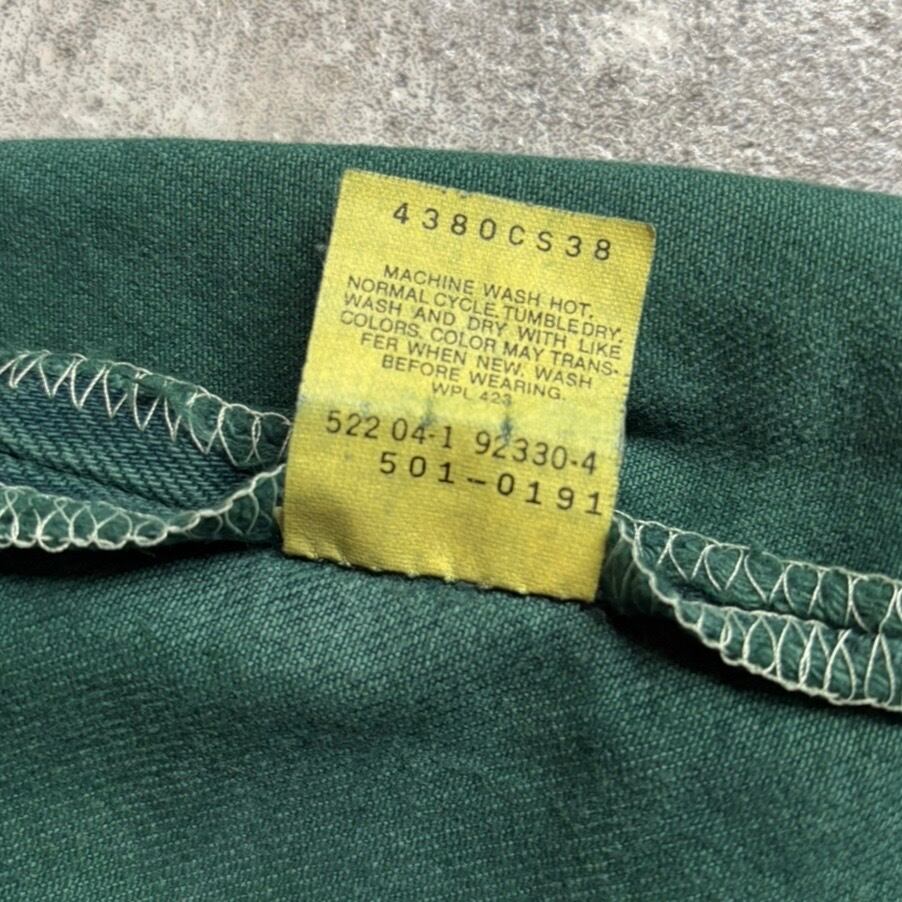 4380CS38
MACHINE WASH HOT.
NORMAL CYCLE. TUMBLE DRY.
WASH AND DRY WITH LIKE
COLORS. COLOR MAY TRANS-
FER WHEN NEW. WASH
BEFORE WEARING.
WPL 423
522 04-1 92330-4
501-0191